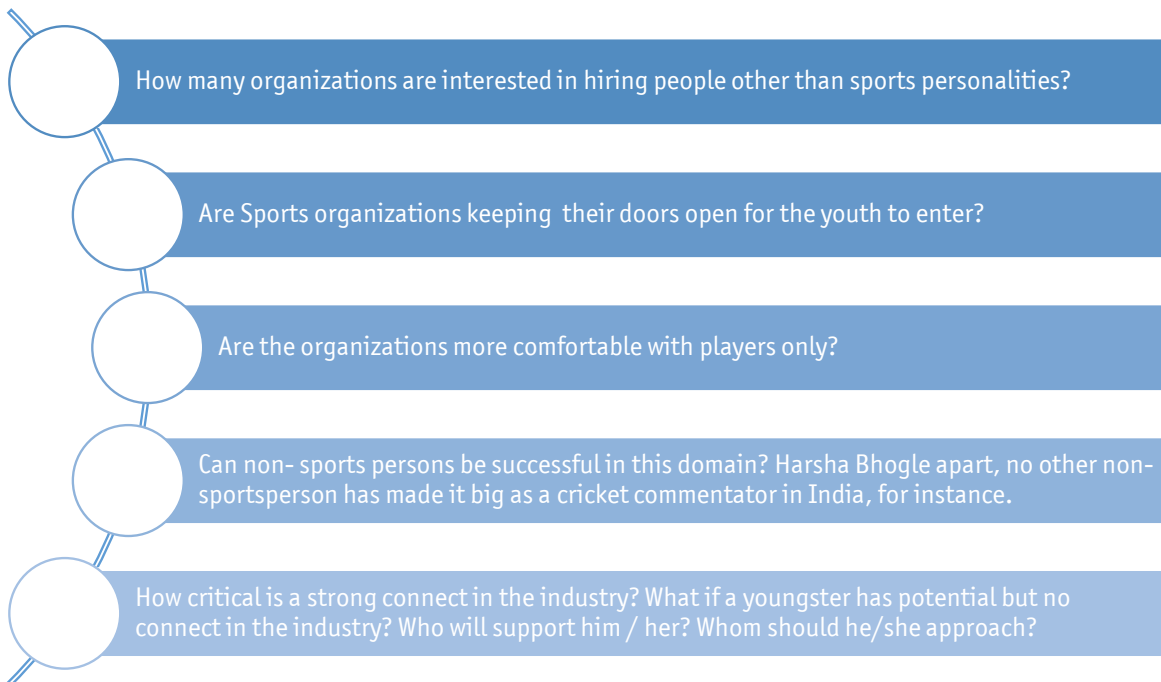 How many organizations are interested in hiring people other than sports personalities?
Are Sports organizations keeping  their doors open for the youth to enter?
Are the organizations more comfortable with players only?
Can non- sports persons be successful in this domain? Harsha Bhogle apart, no other non-
sportsperson has made it big as a cricket commentator in India, for instance.
How critical is a strong connect in the industry? What if a youngster has potential but no
connect in the industry? Who will support him / her? Whom should he/she approach?